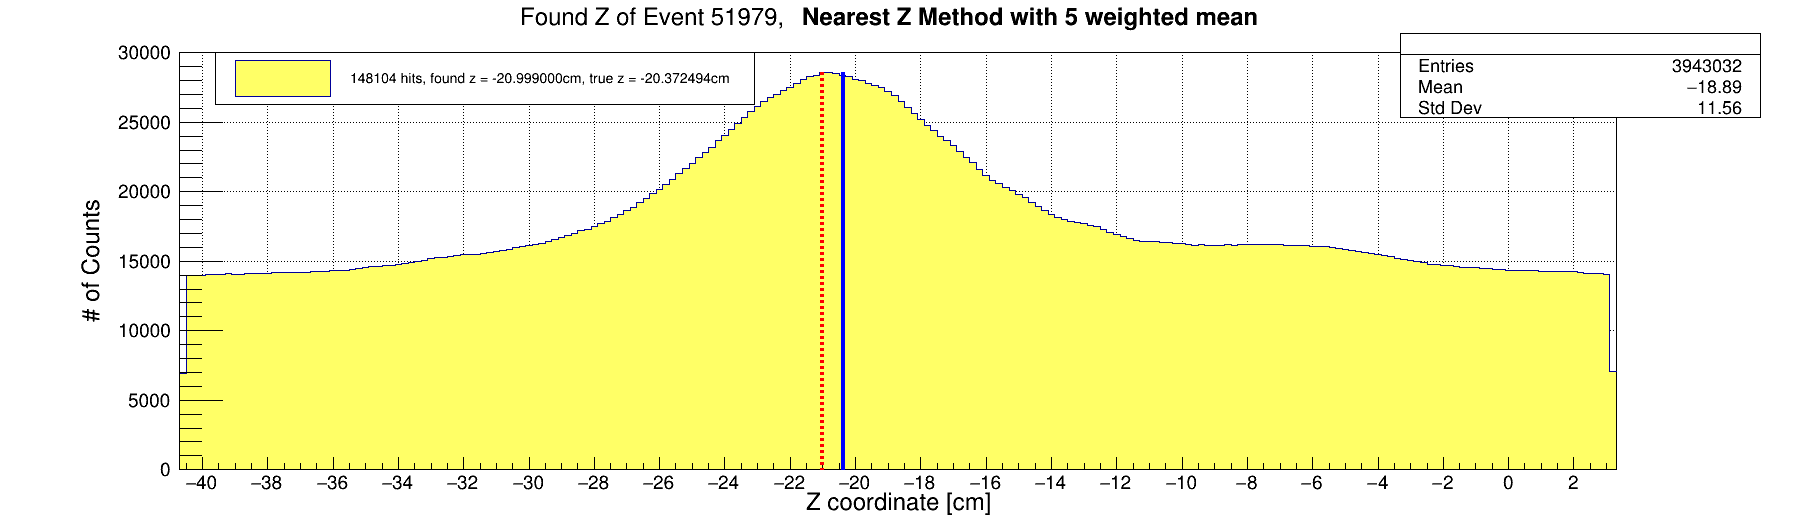 Found Z of Event 51979, Nearest Z Method with 5 weighted mean
148104 hits, found z = -20.999000cm, true z = -20.372494cm
Entries 3943032
Mean −18.89
Std Dev 11.56
# of Counts
30000
25000
20000
15000
10000
5000
0
−40 −38 −36 −34 −32 −30 −28 −26 −24 −22 −20 −18 −16 −14 −12 −10 −8 −6 −4 −2 0 2
Z coordinate [cm]